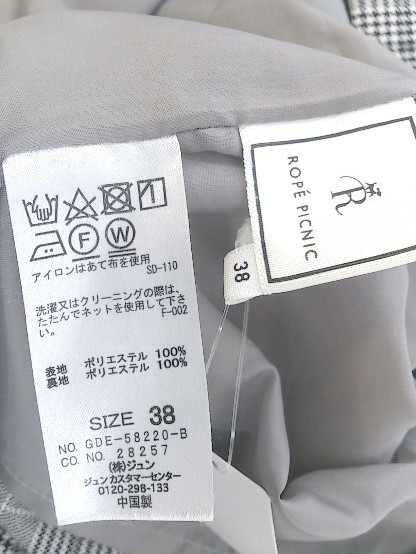 アイロンはあて布を使用
SD-110
洗濯又はクリーニングの際は、
たたんでネットを使用して下さ
い。
F-002
表地 ポリエステル 100%
裏地 ポリエステル 100%
SIZE 38
NO. GDE-58220-B
CO. NO. 28257
(株)ジュン
ジュンカスタマーセンター
0120-298-133
中国製
F
W
38
R
ROPÉ PICNIC